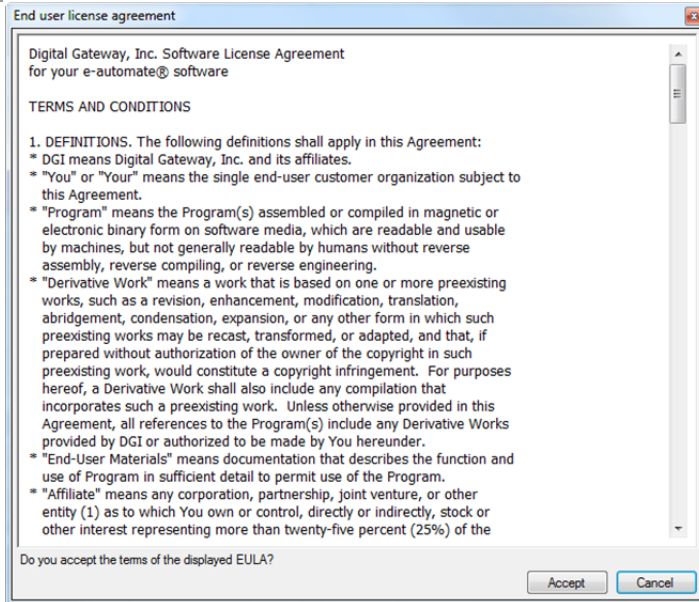 End user license agreement
Digital Gateway, Inc. Software License Agreement
for your e-automate® software
TERMS AND CONDITIONS
1. DEFINITIONS. The following definitions shall apply in this Agreement:
* DGI means Digital Gateway, Inc. and its affiliates.
* "You" or "Your" means the single end-user customer organization subject to
this Agreement.
* "Program" means the Program(s) assembled or compiled in magnetic or
electronic binary form on software media, which are readable and usable
by machines, but not generally readable by humans without reverse
assembly, reverse compiling, or reverse engineering.
* "Derivative Work" means a work that is based on one or more preexisting
works, such as a revision, enhancement, modification, translation,
abridgement, condensation, expansion, or any other form in which such
preexisting works may be recast, transformed, or adapted, and that, if
prepared without authorization of the owner of the copyright in such
preexisting work, would constitute a copyright infringement.  For purposes
hereof, a Derivative Work shall also include any compilation that
incorporates such a preexisting work.  Unless otherwise provided in this
Agreement, all references to the Program(s) include any Derivative Works
provided by DGI or authorized to be made by You hereunder.
* "End-User Materials" means documentation that describes the function and
use of Program in sufficient detail to permit use of the Program.
* "Affiliate" means any corporation, partnership, joint venture, or other
entity (1) as to which You own or control, directly or indirectly, stock or
other interest representing more than twenty-five percent (25%) of the
Do you accept the terms of the displayed EULA?
Accept Cancel